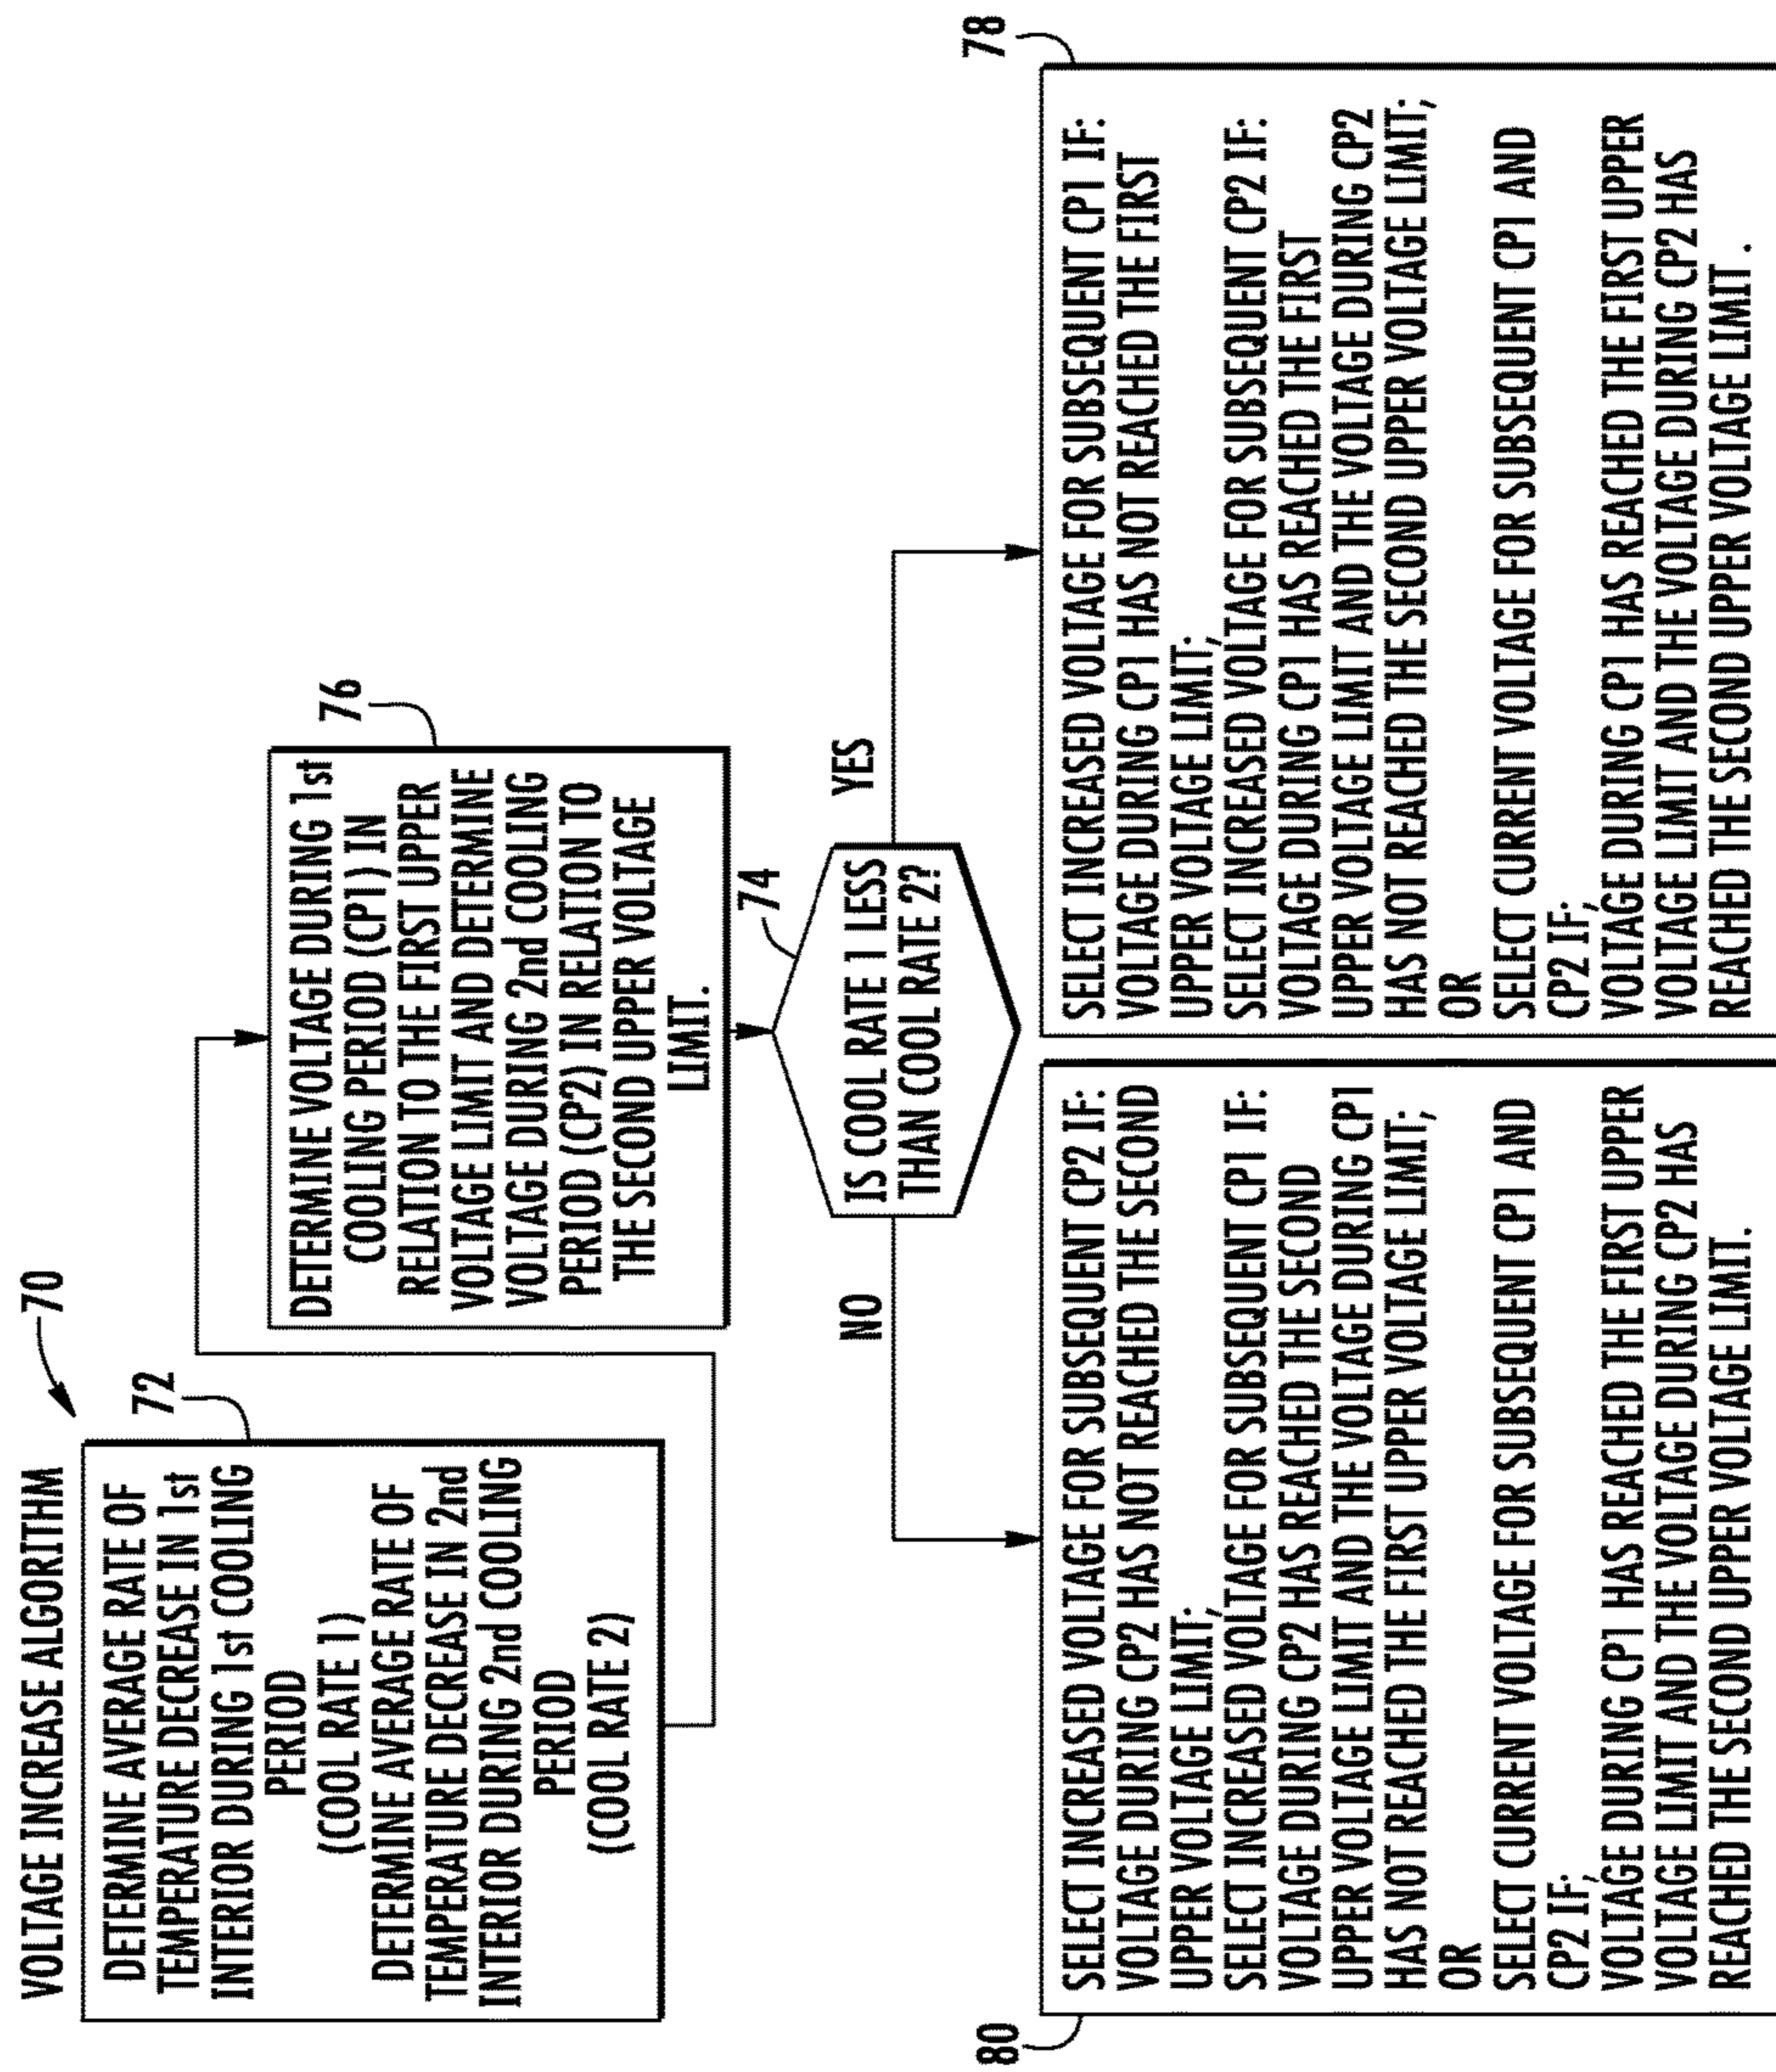 VOLTAGE INCREASE ALGORITHM
70
72
DETERMINE AVERAGE RATE OF
TEMPERATURE DECREASE IN 1st
INTERIOR DURING 1st COOLING
PERIOD
(COOL RATE 1)
DETERMINE AVERAGE RATE OF
TEMPERATURE DECREASE IN 2nd
INTERIOR DURING 2nd COOLING
PERIOD
(COOL RATE 2)
76
DETERMINE VOLTAGE DURING 1st
COOLING PERIOD (CP1) IN
RELATION TO THE FIRST UPPER
VOLTAGE LIMIT AND DETERMINE
VOLTAGE DURING 2nd COOLING
PERIOD (CP2) IN RELATION TO
THE SECOND UPPER VOLTAGE
LIMIT.
74
IS COOL RATE 1 LESS
THAN COOL RATE 2?
NO
YES
80
SELECT INCREASED VOLTAGE FOR SUBSEQUENT CP2 IF:
VOLTAGE DURING CP2 HAS NOT REACHED THE SECOND
UPPER VOLTAGE LIMIT;
SELECT INCREASED VOLTAGE FOR SUBSEQUENT CP1 IF:
VOLTAGE DURING CP2 HAS REACHED THE SECOND
UPPER VOLTAGE LIMIT AND THE VOLTAGE DURING CP1
HAS NOT REACHED THE FIRST UPPER VOLTAGE LIMIT;
OR
SELECT CURRENT VOLTAGE FOR SUBSEQUENT CP1 AND
CP2 IF;
VOLTAGE DURING CP1 HAS REACHED THE FIRST UPPER
VOLTAGE LIMIT AND THE VOLTAGE DURING CP2 HAS
REACHED THE SECOND UPPER VOLTAGE LIMIT.
78
SELECT INCREASED VOLTAGE FOR SUBSEQUENT CP1 IF:
VOLTAGE DURING CP1 HAS NOT REACHED THE FIRST
UPPER VOLTAGE LIMIT;
SELECT INCREASED VOLTAGE FOR SUBSEQUENT CP2 IF:
VOLTAGE DURING CP1 HAS REACHED THE FIRST
UPPER VOLTAGE LIMIT AND THE VOLTAGE DURING CP2
HAS NOT REACHED THE SECOND UPPER VOLTAGE LIMIT;
OR
SELECT CURRENT VOLTAGE FOR SUBSEQUENT CP1 AND
CP2 IF;
VOLTAGE DURING CP1 HAS REACHED THE FIRST UPPER
VOLTAGE LIMIT AND THE VOLTAGE DURING CP2 HAS
REACHED THE SECOND UPPER VOLTAGE LIMIT .